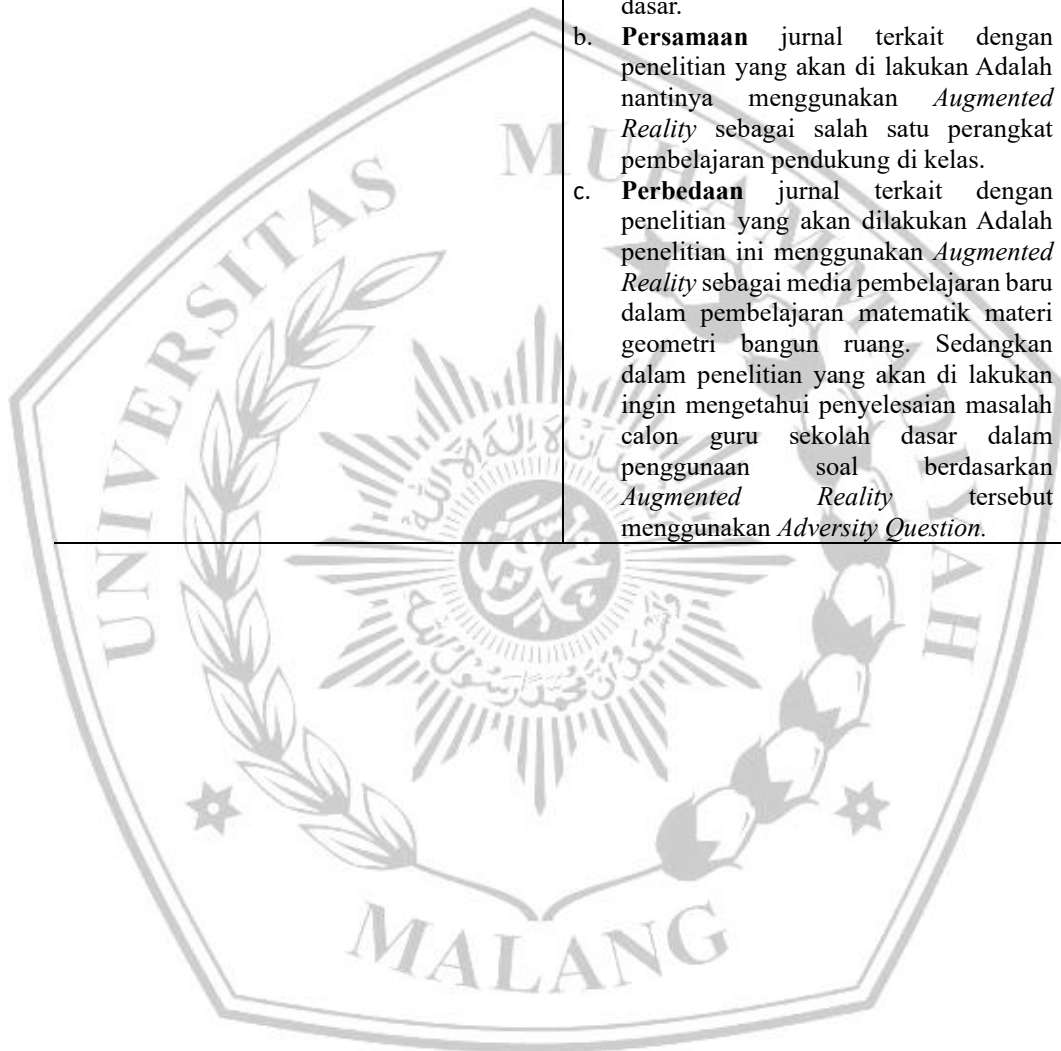 dasar.
b. Persamaan jurnal terkait dengan
penelitian yang akan di lakukan Adalah
nantinya menggunakan Augmented
Reality sebagai salah satu perangkat
pembelajaran pendukung di kelas.
c. Perbedaan jurnal terkait dengan
penelitian yang akan dilakukan Adalah
penelitian ini menggunakan Augmented
Reality sebagai media pembelajaran baru
dalam pembelajaran matematik materi
geometri bangun ruang. Sedangkan
dalam penelitian yang akan di lakukan
ingin mengetahui penyelesaian masalah
calon guru sekolah dasar dalam
penggunaan soal berdasarkan
Augmented Reality tersebut
menggunakan Adversity Question.
UNIVERSITAS MUHAMMADIYAH
MALANG